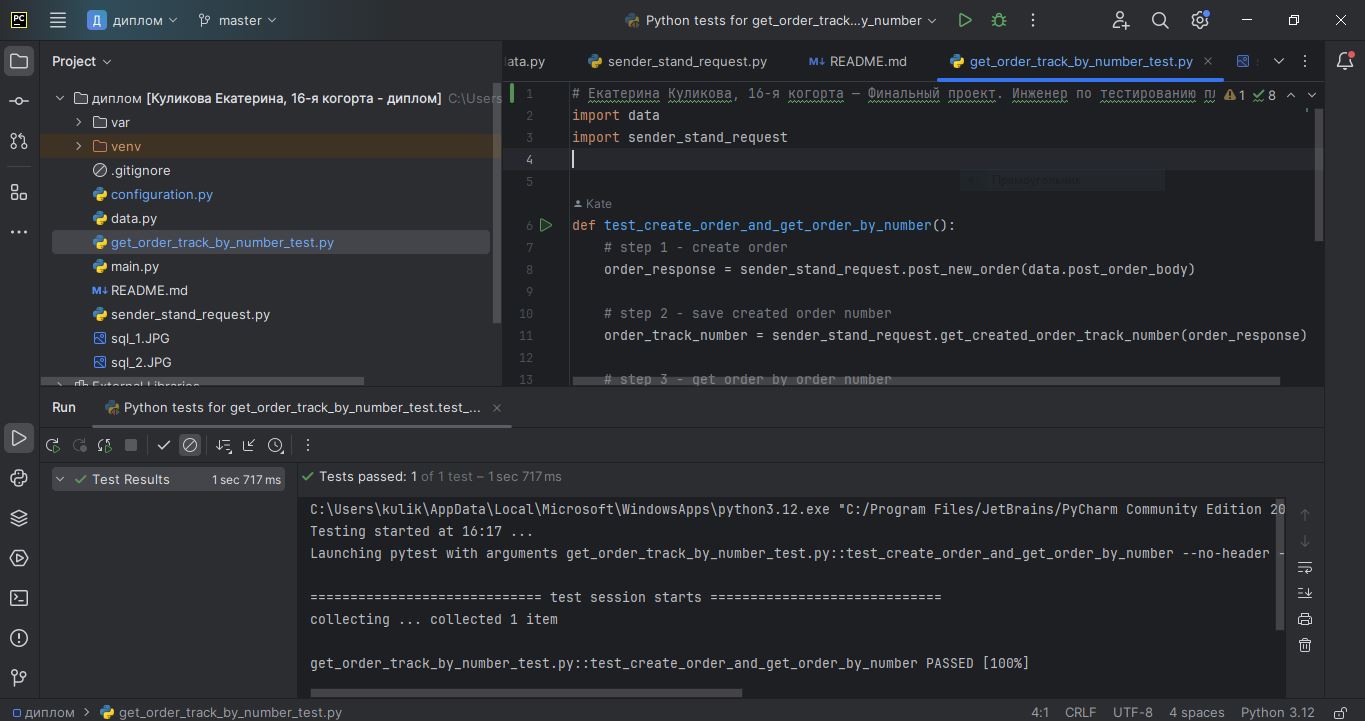 PC
Д диплом master Python tests for get_order_track...y_number
Project
диплом [Куликова Екатерина, 16-я когорта - диплом] C:\Users
var
venv
.gitignore
configuration.py
data.py
get_order_track_by_number_test.py
main.py
README.md
sender_stand_request.py
sql_1.JPG
sql_2.JPG
External Libraries
ata.py sender_stand_request.py M↓ README.md get_order_track_by_number_test.py
1 # Екатерина Куликова, 16-я когорта — Финальный проект. Инженер по тестированию пл 1 8
2 import data
3 import sender_stand_request
4
5
Прямоугольник
Kate
6 def test_create_order_and_get_order_by_number():
7 # step 1 - create order
8 order_response = sender_stand_request.post_new_order(data.post_order_body)
9
10 # step 2 - save created order number
11 order_track_number = sender_stand_request.get_created_order_track_number(order_response)
12
13 # step 3 - get order by order number
Run Python tests for get_order_track_by_number_test.test_...
Test Results 1 sec 717 ms
Tests passed: 1 of 1 test – 1 sec 717 ms
C:\Users\kulik\AppData\Local\Microsoft\WindowsApps\python3.12.exe "C:/Program Files/JetBrains/PyCharm Community Edition 20
Testing started at 16:17 ...
Launching pytest with arguments get_order_track_by_number_test.py::test_create_order_and_get_order_by_number --no-header -
============================= test session starts =============================
collecting ... collected 1 item
get_order_track_by_number_test.py::test_create_order_and_get_order_by_number PASSED [100%]
диплом > get_order_track_by_number_test.py 4:1 CRLF UTF-8 4 spaces Python 3.12